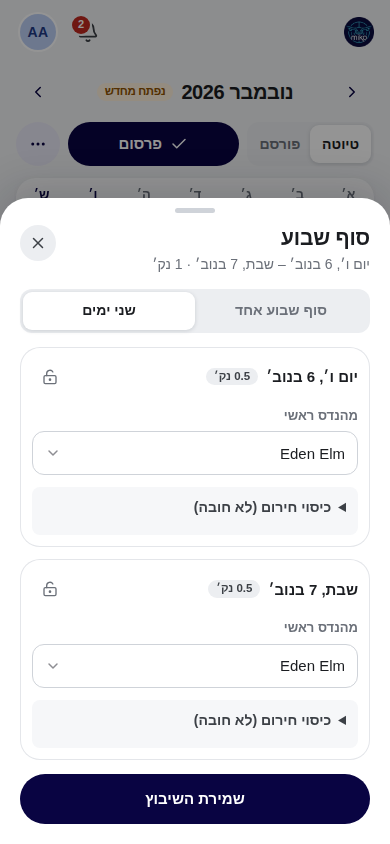 AA
2
miko
נובמבר 2026 נפתח מחדש
טיוטה פורסם
פרסום
א׳ ב׳ ג׳ ד׳ ה׳ ו׳ ש׳
סוף שבוע
יום ו׳, 6 בנוב׳ – שבת, 7 בנוב׳ · 1 נק׳
סוף שבוע אחד
שני ימים
יום ו׳, 6 בנוב׳ 0.5 נק׳
מהנדס ראשי
Eden Elm
כיסוי חירום (לא חובה)
שבת, 7 בנוב׳ 0.5 נק׳
מהנדס ראשי
Eden Elm
כיסוי חירום (לא חובה)
שמירת השיבוץ